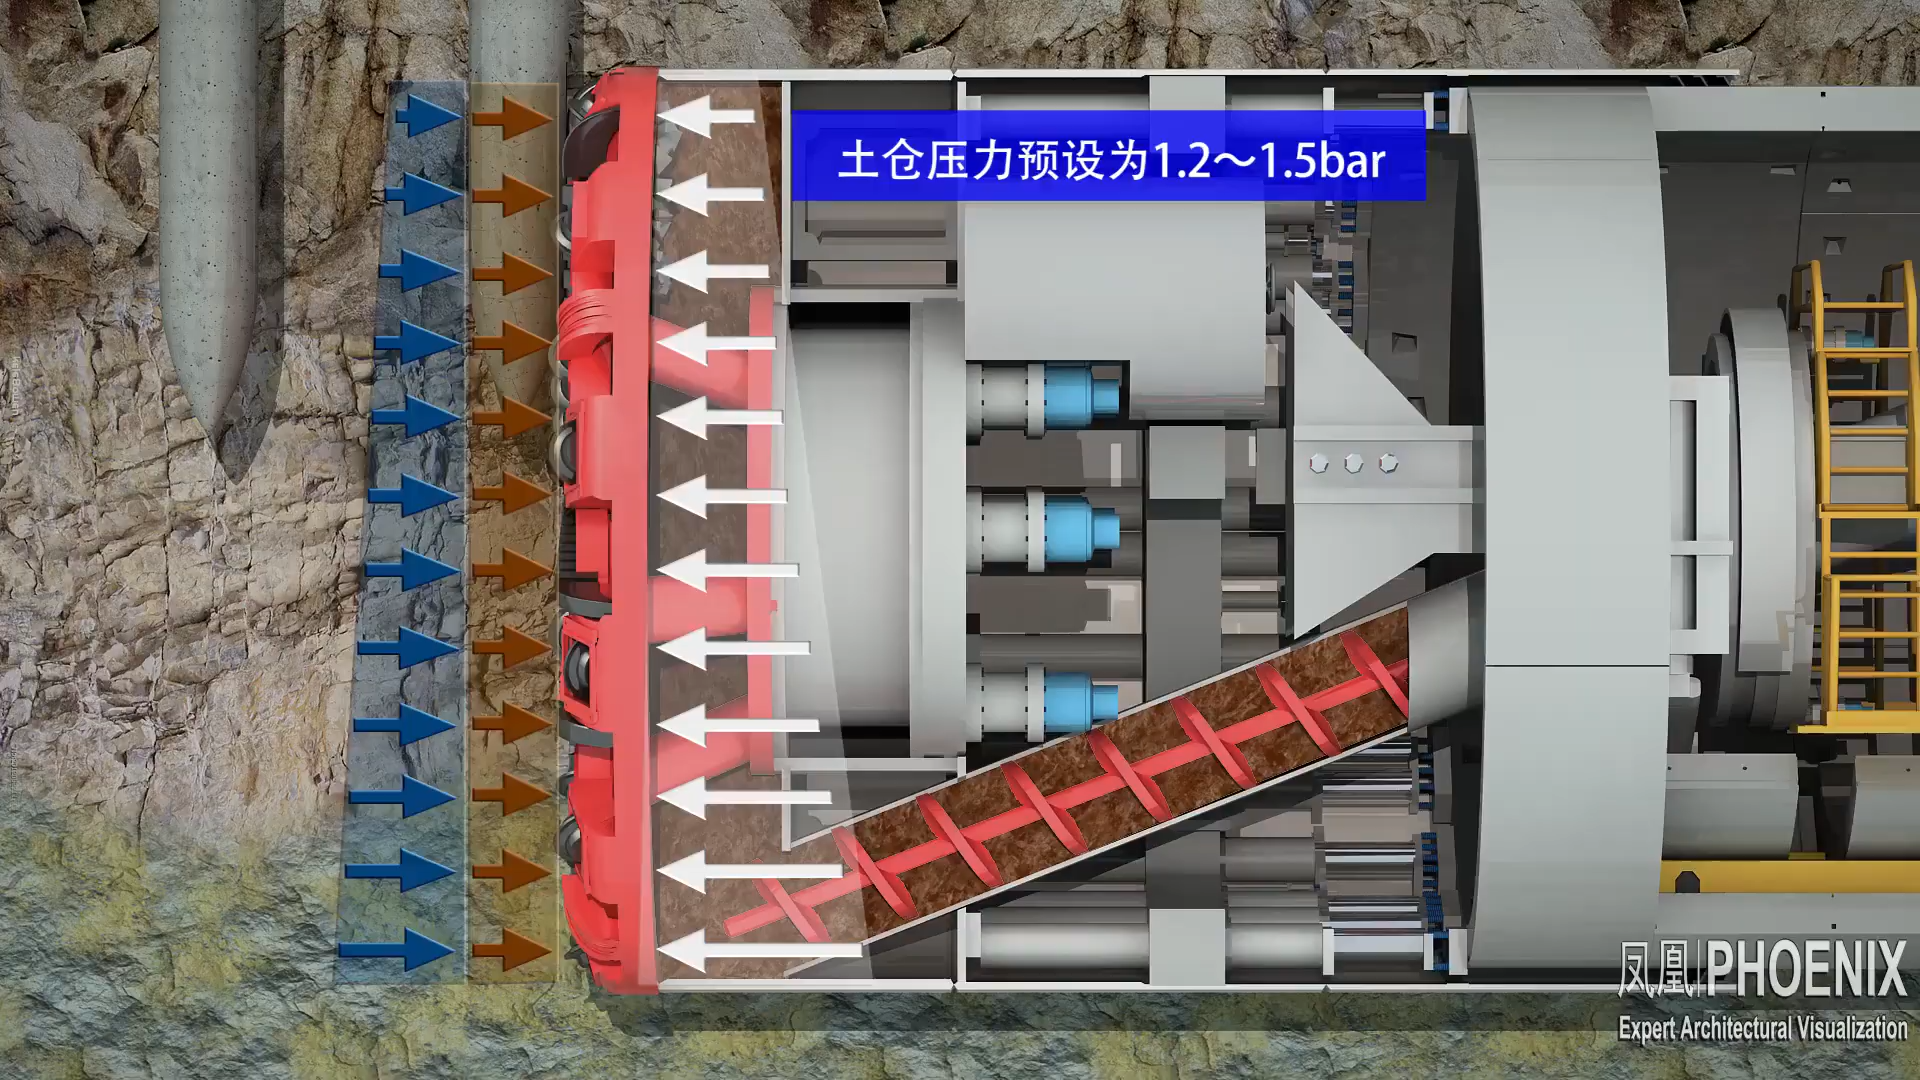 土仓压力预设为1.2～1.5bar
凤凰 PHOENIX
Expert Architectural Visualization